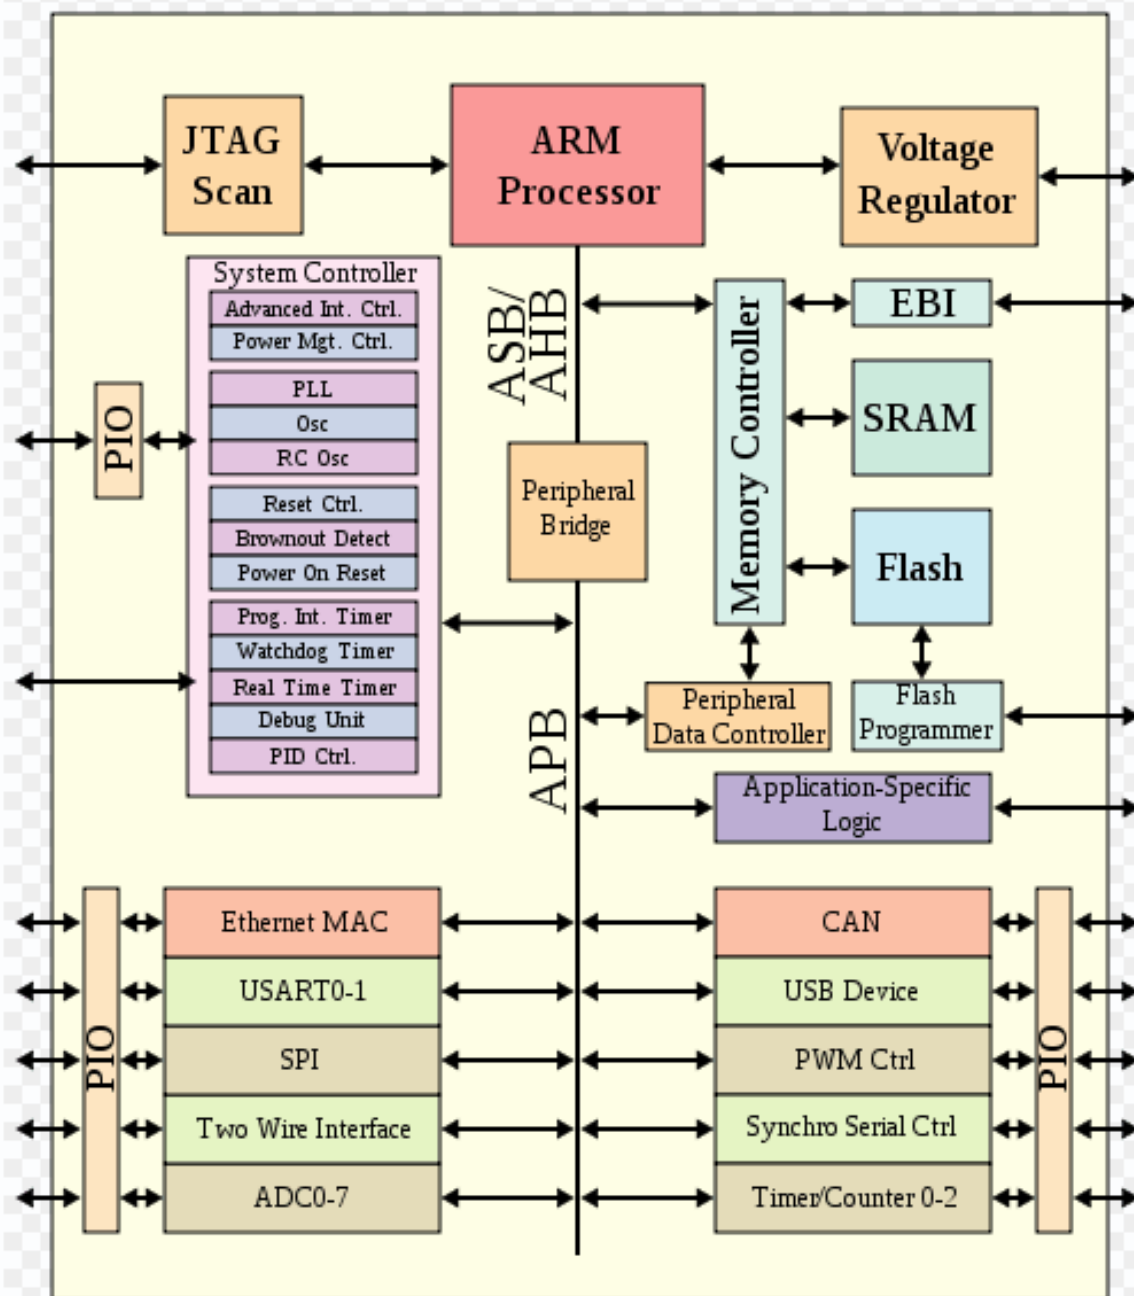 JTAG
Scan
ARM
Processor
Voltage
Regulator
System Controller
Advanced Int. Ctrl.
Power Mgt. Ctrl.
PLL
Osc
RC Osc
Reset Ctrl.
Brownout Detect
Power On Reset
Prog. Int. Timer
Watchdog Timer
Real Time Timer
Debug Unit
PID Ctrl.
PIO
ASB/
AHB
Peripheral
Bridge
APB
Memory Controller
EBI
SRAM
Flash
Peripheral
Data Controller
Flash
Programmer
Application-Specific
Logic
PIO
Ethernet MAC
USART0-1
SPI
Two Wire Interface
ADC0-7
CAN
USB Device
PWM Ctrl
Synchro Serial Ctrl
Timer/Counter 0-2
PIO